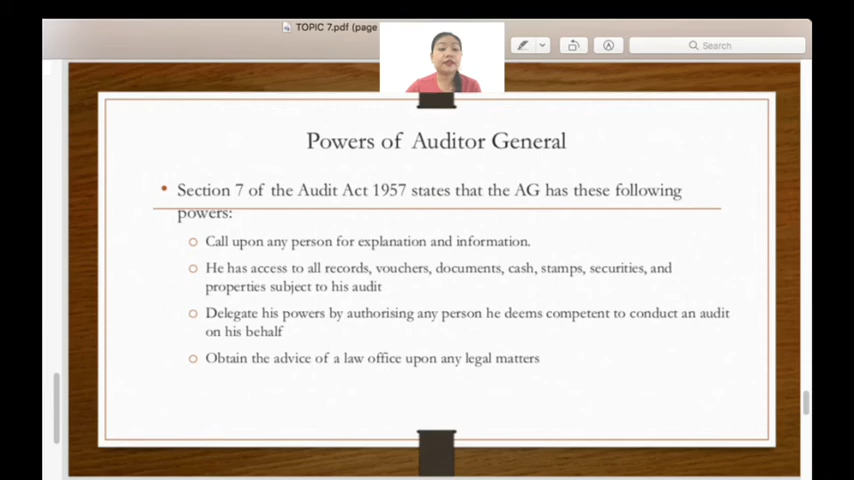 TOPIC 7.pdf (page
Search
Powers of Auditor General
• Section 7 of the Audit Act 1957 states that the AG has these following
powers:
Call upon any person for explanation and information.
He has access to all records, vouchers, documents, cash, stamps, securities, and
properties subject to his audit
Delegate his powers by authorising any person he deems competent to conduct an audit
on his behalf
Obtain the advice of a law office upon any legal matters